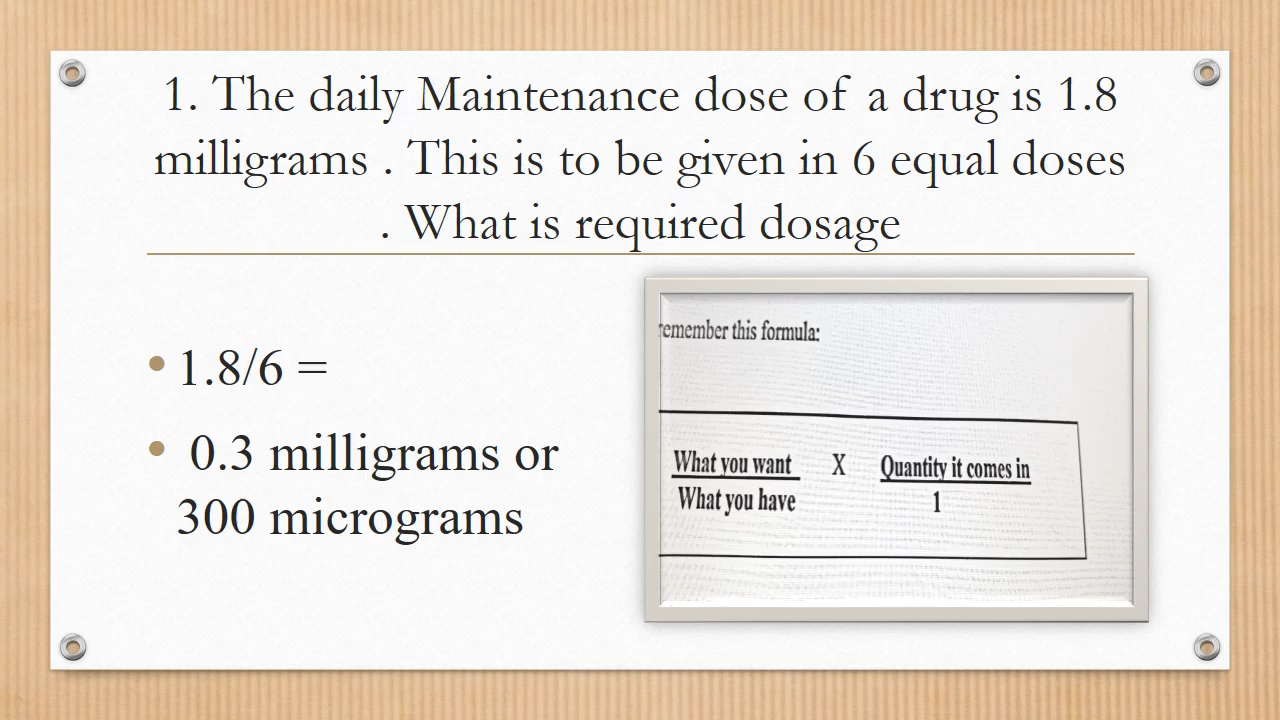 1. The daily Maintenance dose of a drug is 1.8
milligrams . This is to be given in 6 equal doses
. What is required dosage
• 1.8/6 =
• 0.3 milligrams or
300 micrograms
remember this formula:
What you want X Quantity it comes in
What you have 1